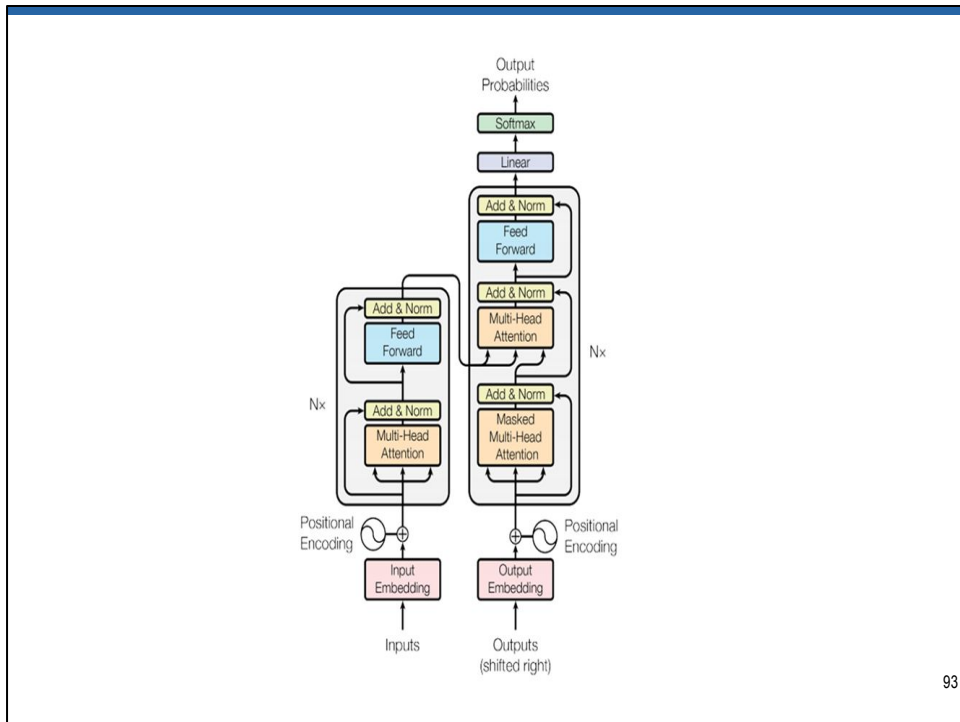 Output
Probabilities
Softmax
Linear
Add & Norm
Feed
Forward
Add & Norm
Multi-Head
Attention
Nx
Add & Norm
Masked
Multi-Head
Attention
Add & Norm
Feed
Forward
Nx
Add & Norm
Multi-Head
Attention
Positional
Encoding
Positional
Encoding
Input
Embedding
Output
Embedding
Inputs
Outputs
(shifted right)
93